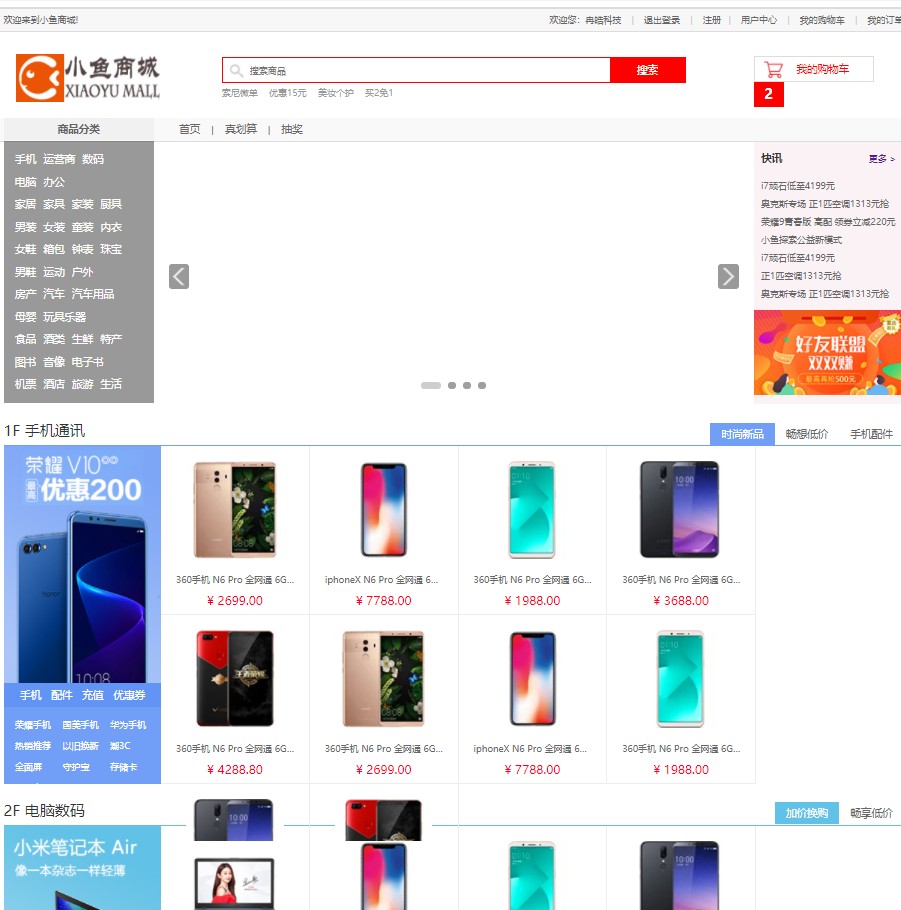 欢迎来到小鱼商城!
欢迎您: 冉皓科技 | 退出登录 | 注册 | 用户中心 | 我的购物车 | 我的订单
小鱼商城
XIAOYU MALL
搜索商品
搜索
索尼微单 优惠15元 美妆个护 买2免1
我的购物车
2
商品分类
首页 | 真划算 | 抽奖
手机 运营商 数码
电脑 办公
家居 家具 家装 厨具
男装 女装 童装 内衣
女鞋 箱包 钟表 珠宝
男鞋 运动 户外
房产 汽车 汽车用品
母婴 玩具乐器
食品 酒类 生鲜 特产
图书 音像 电子书
机票 酒店 旅游 生活
快讯
更多 >
i7顽石低至4199元
奥克斯专场 正1匹空调1313元抢
荣耀9青春版 高配 领券立减220元
小鱼探索公益新模式
i7顽石低至4199元
正1匹空调1313元抢
奥克斯专场 正1匹空调1313元抢
好友联盟
双双赚
最高再抢500元
1F 手机通讯
时尚新品 畅想低价 手机配件
荣耀 V10
最高优惠200
honor
10:08
手机 配件 充值 优惠券
荣耀手机 国美手机 华为手机
热销推荐 以旧换新 潮3C
全面屏 守护宝 存储卡
360手机 N6 Pro 全网通 6G...
¥ 2699.00
iphoneX N6 Pro 全网通 6...
¥ 7788.00
360手机 N6 Pro 全网通 6G...
¥ 1988.00
360手机 N6 Pro 全网通 6G...
¥ 3688.00
360手机 N6 Pro 全网通 6G...
¥ 4288.80
360手机 N6 Pro 全网通 6G...
¥ 2699.00
iphoneX N6 Pro 全网通 6...
¥ 7788.00
360手机 N6 Pro 全网通 6G...
¥ 1988.00
2F 电脑数码
加价换购 畅享低价
小米笔记本 Air
像一本杂志一样轻薄